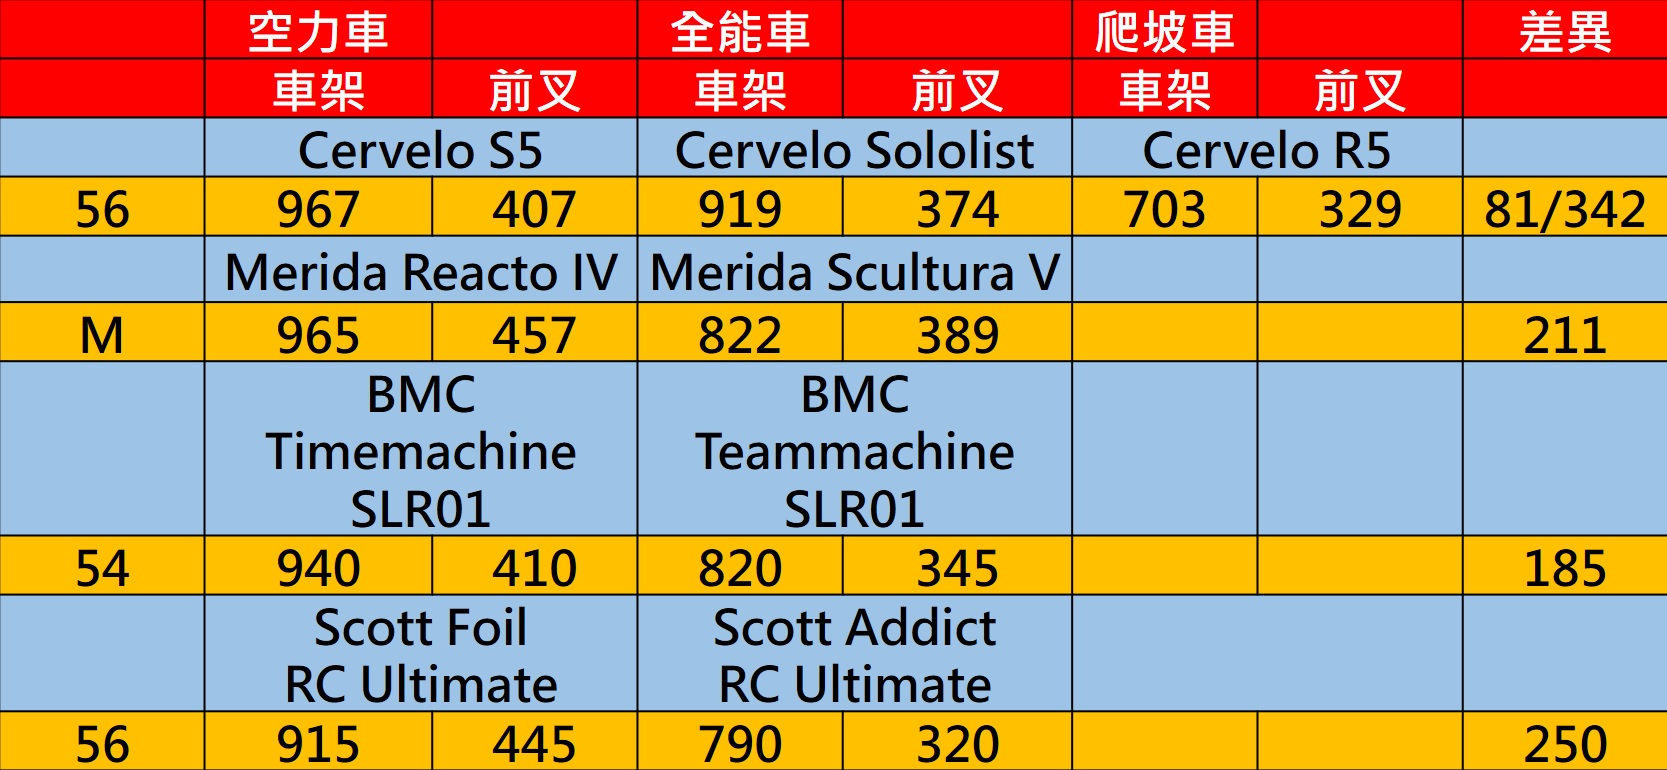 空力車 全能車 爬坡車 差異
車架 前叉 車架 前叉 車架 前叉
Cervelo S5 Cervelo Sololist Cervelo R5
56 967 407 919 374 703 329 81/342
Merida Reacto IV Merida Scultura V
M 965 457 822 389 211
BMC BMC
Timemachine Teammachine
SLR01 SLR01
54 940 410 820 345 185
Scott Foil Scott Addict
RC Ultimate RC Ultimate
56 915 445 790 320 250